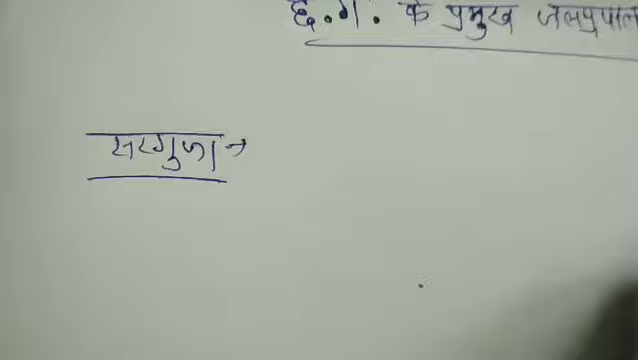 छ.ग. के प्रमुख जलप्रपात
सरगुजा →